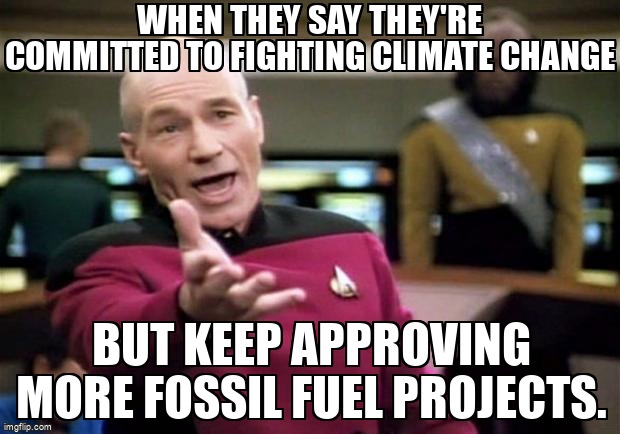 WHEN THEY SAY THEY'RE
COMMITTED TO FIGHTING CLIMATE CHANGE
BUT KEEP APPROVING
MORE FOSSIL FUEL PROJECTS.
imgflip.com